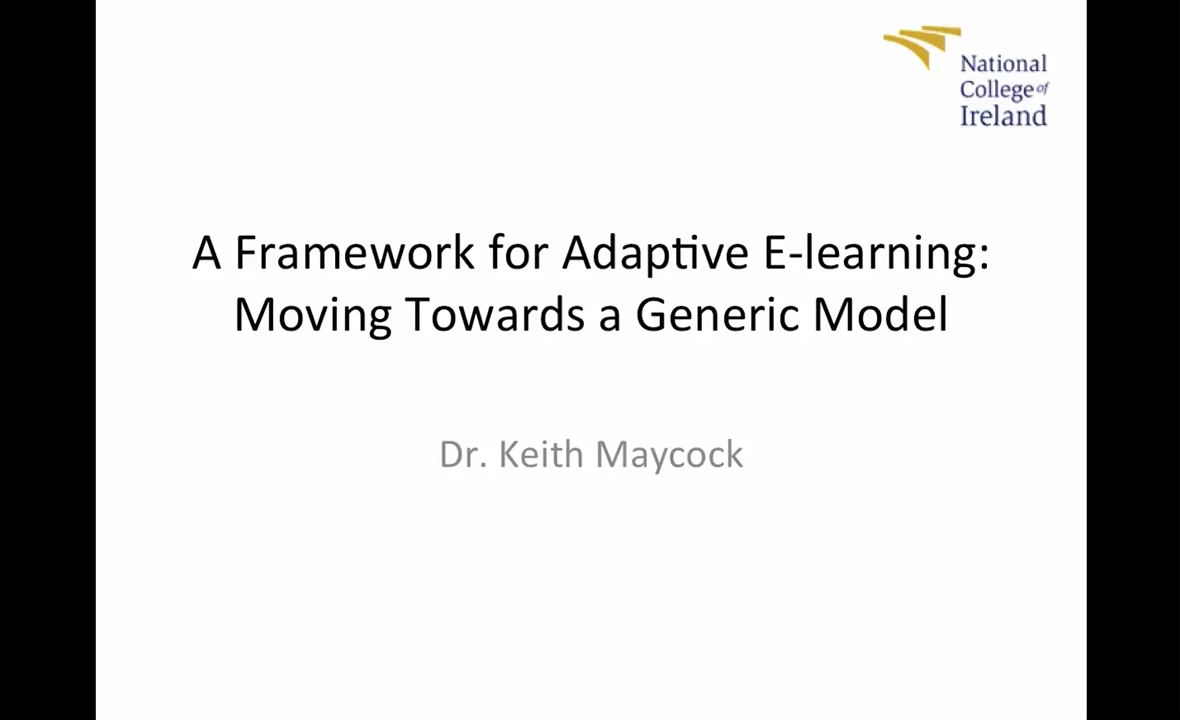 National
College of
Ireland
A Framework for Adaptive E-learning:
Moving Towards a Generic Model
Dr. Keith Maycock